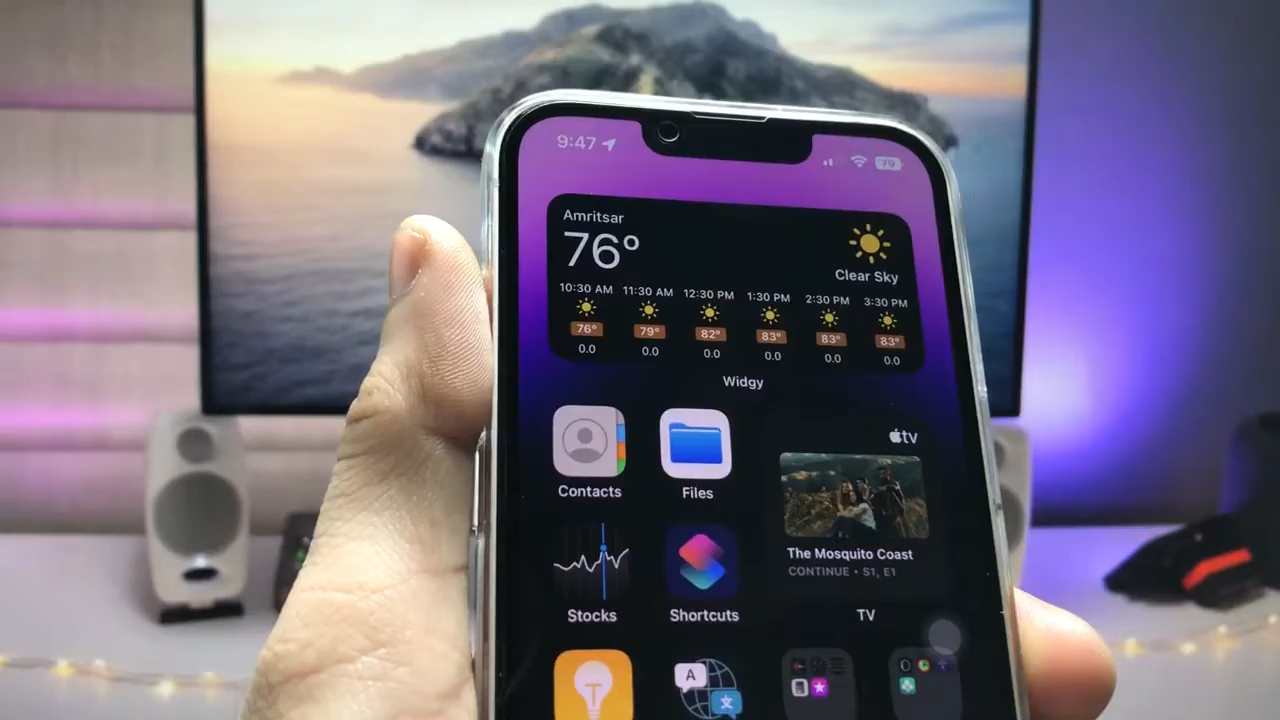 9:47
79
Amritsar
76°
Clear Sky
10:30 AM 11:30 AM 12:30 PM 1:30 PM 2:30 PM 3:30 PM
76° 79° 82° 83° 83° 83°
0.0 0.0 0.0 0.0 0.0 0.0
Widgy
tv
Contacts Files
The Mosquito Coast
CONTINUE • S1, E1
Stocks Shortcuts TV
A 文